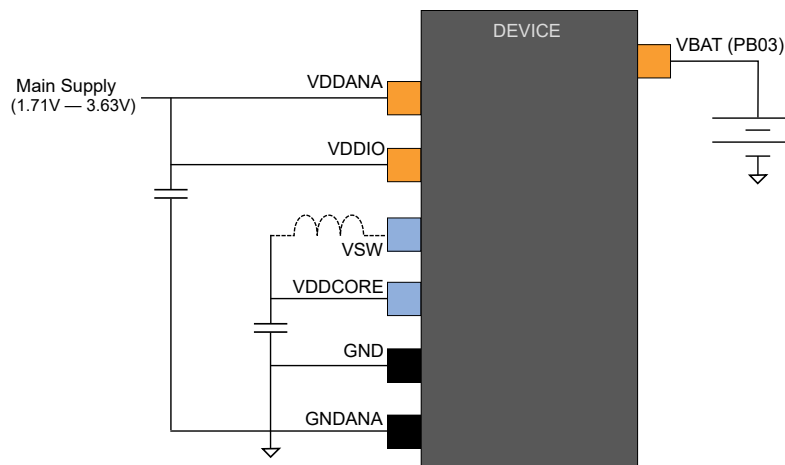 DEVICE
VBAT (PB03)
VDDANA
Main Supply
(1.71V — 3.63V)
VDDIO
VSW
VDDCORE
GND
GNDANA